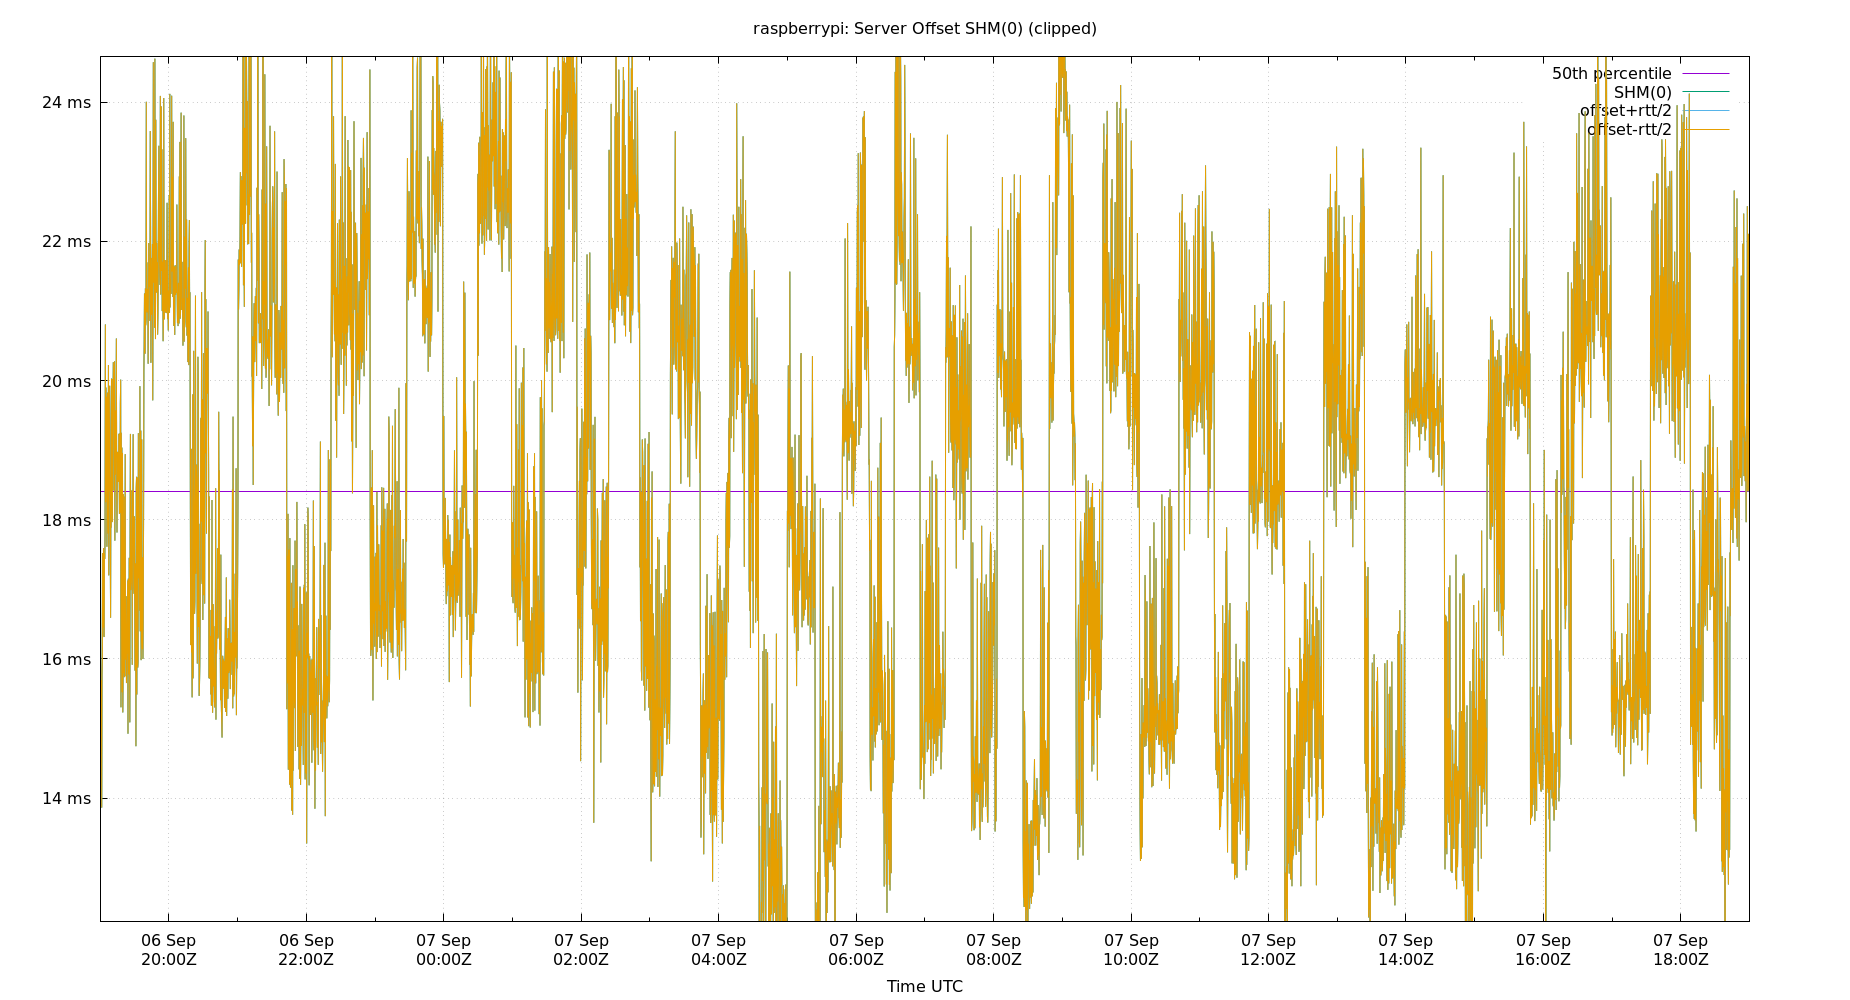 raspberrypi: Server Offset SHM(0) (clipped)
50th percentile
SHM(0)
offset+rtt/2
offset-rtt/2
24 ms
22 ms
20 ms
18 ms
16 ms
14 ms
06 Sep 06 Sep 07 Sep 07 Sep 07 Sep 07 Sep 07 Sep 07 Sep 07 Sep 07 Sep 07 Sep 07 Sep
20:00Z 22:00Z 00:00Z 02:00Z 04:00Z 06:00Z 08:00Z 10:00Z 12:00Z 14:00Z 16:00Z 18:00Z
Time UTC